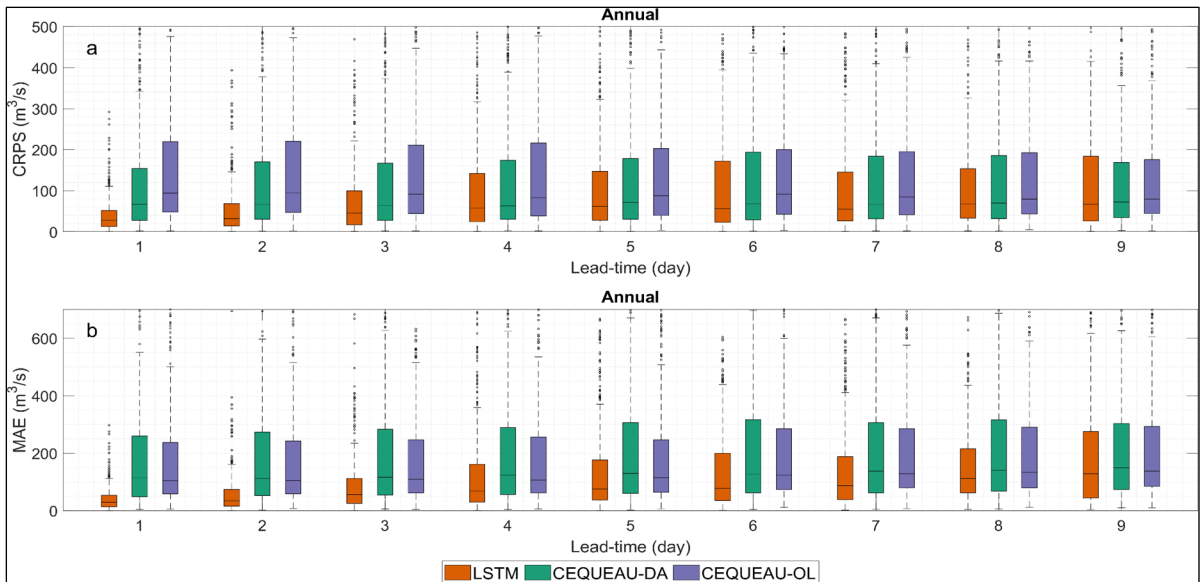 Annual
a
500
400
300
200
100
0
CRPS (m³/s)
1 2 3 4 5 6 7 8 9
Lead-time (day)
Annual
b
600
400
200
0
MAE (m³/s)
1 2 3 4 5 6 7 8 9
Lead-time (day)
LSTM CEQUEAU-DA CEQUEAU-OL